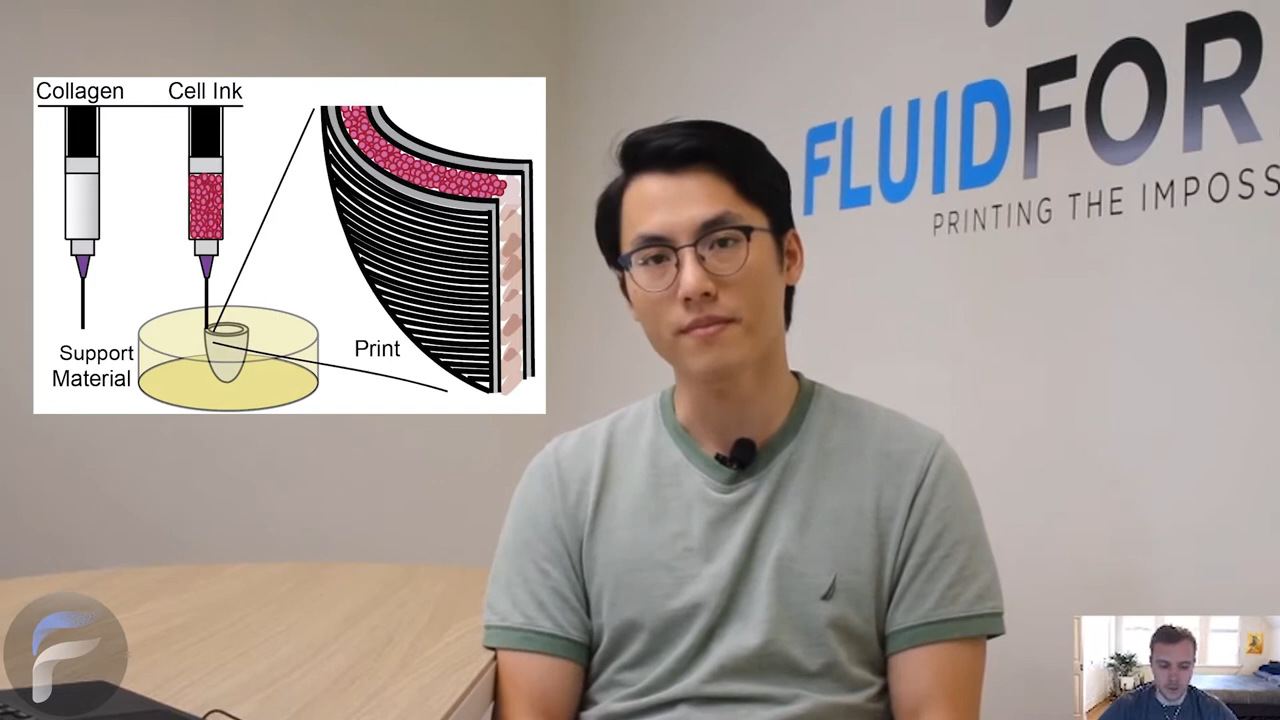 Collagen
Cell Ink
Support
Material
Print
FLUIDFOR
PRINTING THE IMPOSS